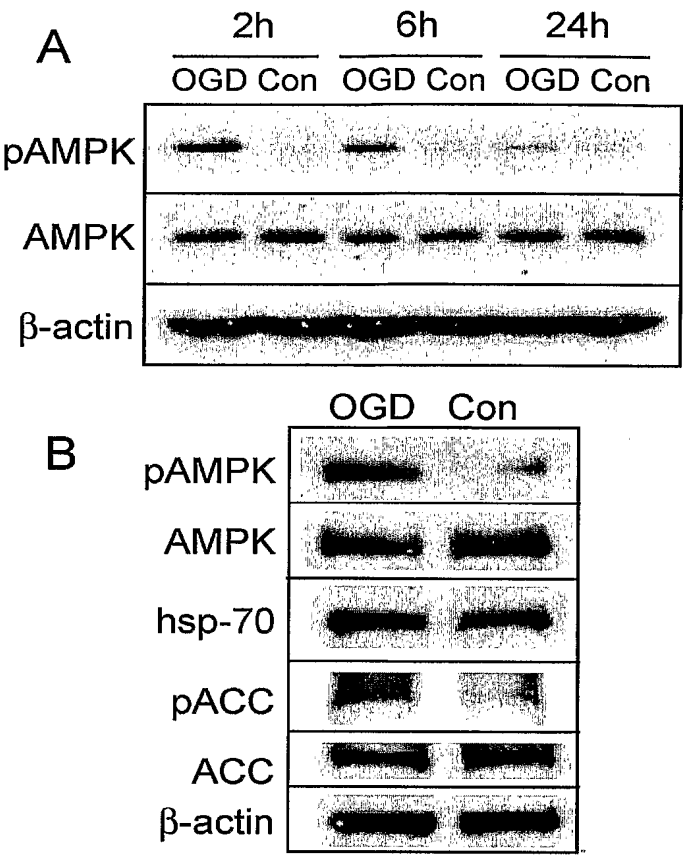 A
2h 6h 24h
OGD Con OGD Con OGD Con
pAMPK
AMPK
β-actin
B
OGD Con
pAMPK
AMPK
hsp-70
pACC
ACC
β-actin